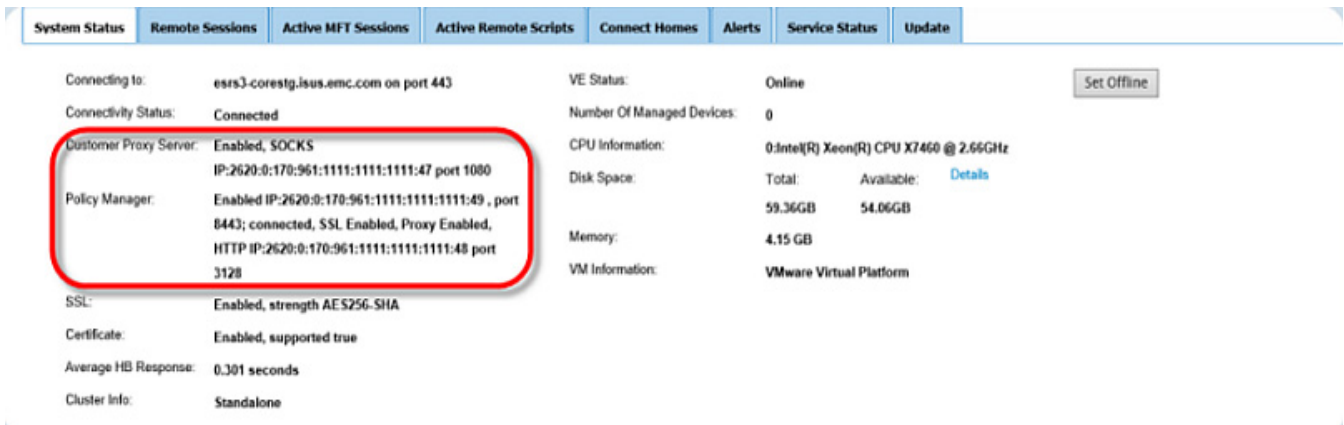 System Status Remote Sessions Active MFT Sessions Active Remote Scripts Connect Homes Alerts Service Status Update
Connecting to: esrs3-corestg.isus.emc.com on port 443
Connectivity Status: Connected
Customer Proxy Server: Enabled, SOCKS
IP:2620:0:170:961:1111:1111:1111:47 port 1080
Policy Manager: Enabled IP:2620:0:170:961:1111:1111:1111:49 , port
8443; connected, SSL Enabled, Proxy Enabled,
HTTP IP:2620:0:170:961:1111:1111:1111:48 port
3128
SSL: Enabled, strength AES256-SHA
Certificate: Enabled, supported true
Average HB Response: 0.301 seconds
Cluster Info: Standalone
VE Status: Online
Set Offline
Number Of Managed Devices: 0
CPU Information: 0:Intel(R) Xeon(R) CPU X7460 @ 2.66GHz
Disk Space: Total: Available: Details
59.36GB 54.06GB
Memory: 4.15 GB
VM Information: VMware Virtual Platform